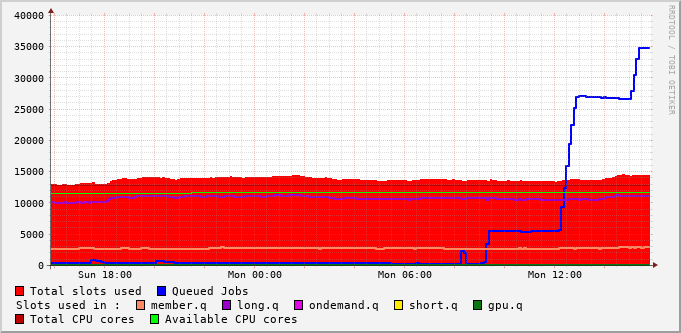 40000
35000
30000
25000
20000
15000
10000
5000
0
Sun 18:00 Mon 00:00 Mon 06:00 Mon 12:00
RRDTOOL / TOBI OETIKER
Total slots used Queued Jobs
Slots used in : member.q long.q ondemand.q short.q gpu.q
Total CPU cores Available CPU cores